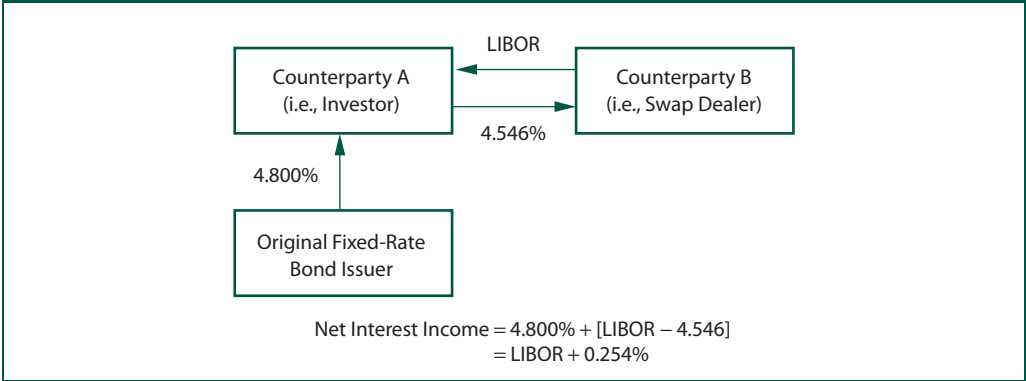 LIBOR
Counterparty A
(i.e., Investor)
Counterparty B
(i.e., Swap Dealer)
4.546%
4.800%
Original Fixed-Rate
Bond Issuer
Net Interest Income = 4.800% + [LIBOR − 4.546]
= LIBOR + 0.254%